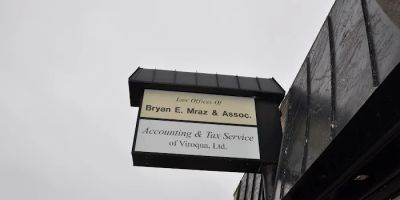 Law Offices Of
Bryan E. Mraz & Assoc.
Accounting & Tax Service
of Viroqua, Ltd.